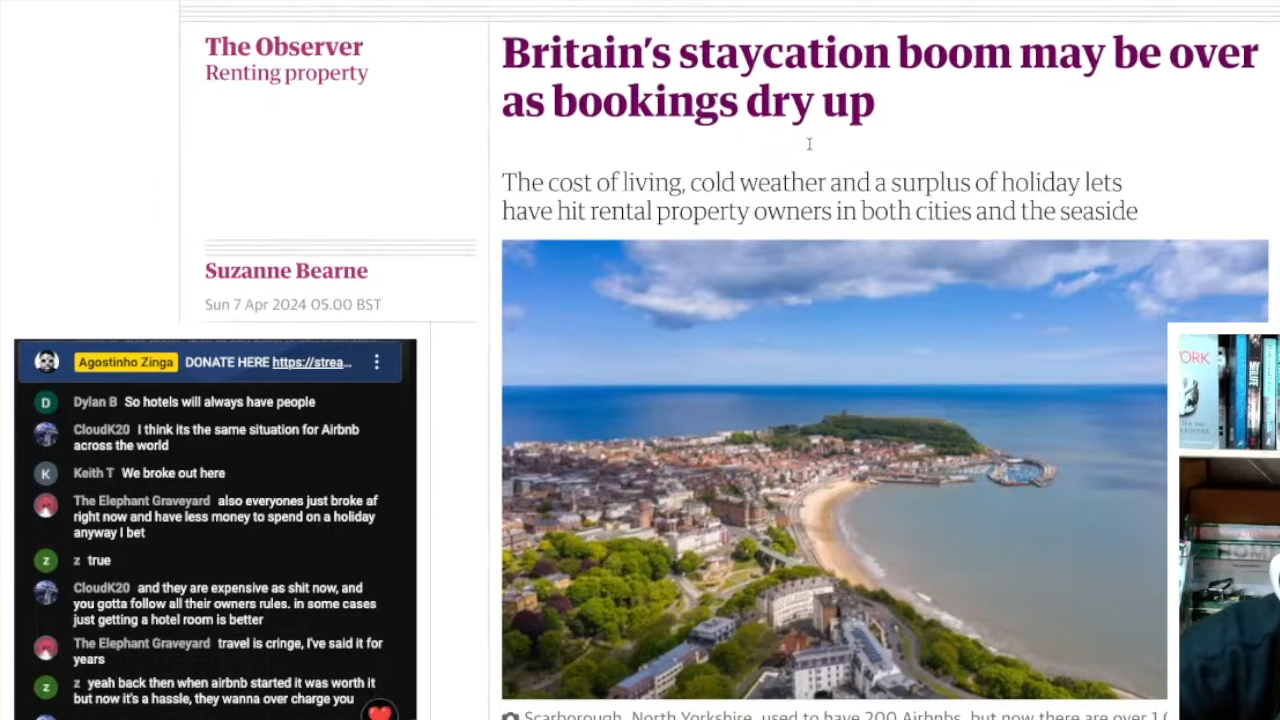 The Observer
Renting property
Britain's staycation boom may be over
as bookings dry up
The cost of living, cold weather and a surplus of holiday lets
have hit rental property owners in both cities and the seaside
Suzanne Bearne
Sun 7 Apr 2024 05.00 BST
Agostinho Zinga DONATE HERE https://strea...
D Dylan B So hotels will always have people
CloudK20 I think its the same situation for Airbnb
across the world
K Keith T We broke out here
The Elephant Graveyard also everyones just broke af
right now and have less money to spend on a holiday
anyway I bet
z z true
CloudK20 and they are expensive as shit now, and
you gotta follow all their owners rules. in some cases
just getting a hotel room is better
The Elephant Graveyard travel is cringe, I've said it for
years
z z yeah back then when airbnb started it was worth it
but now it's a hassle, they wanna over charge you
Scarborough, North Yorkshire, used to have 200 Airbnbs, but now there are over
ORK